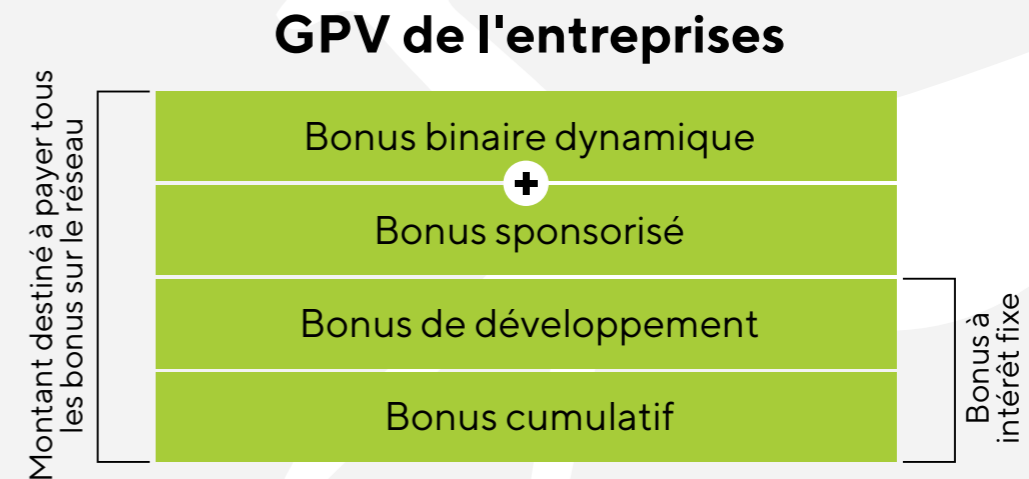 GPV de l'entreprises
Montant destiné à payer tous
les bonus sur le réseau
Bonus binaire dynamique
+
Bonus sponsorisé
Bonus de développement
Bonus cumulatif
Bonus à
intérêt fixe